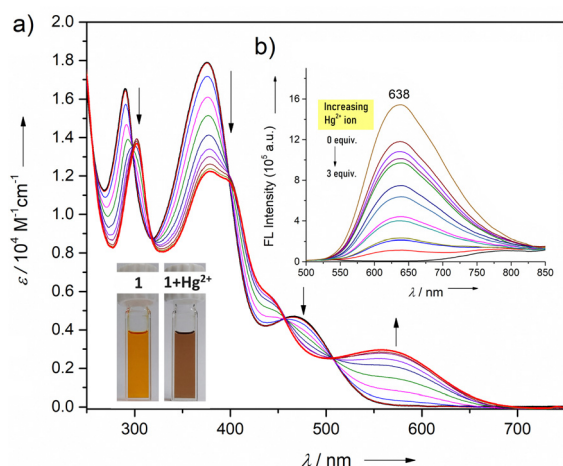 a)
b)
2.0
1.8
1.6
1.4
1.2
1.0
0.8
0.6
0.4
0.2
0.0
ε / 10⁴ M⁻¹cm⁻¹
300
400
500
600
700
λ / nm
1
1+Hg²⁺
FL Intensity (10⁵ a.u.)
16
12
8
4
0
638
Increasing
Hg²⁺ ion
0 equiv.
3 equiv.
500
550
600
650
700
750
800
850
λ / nm